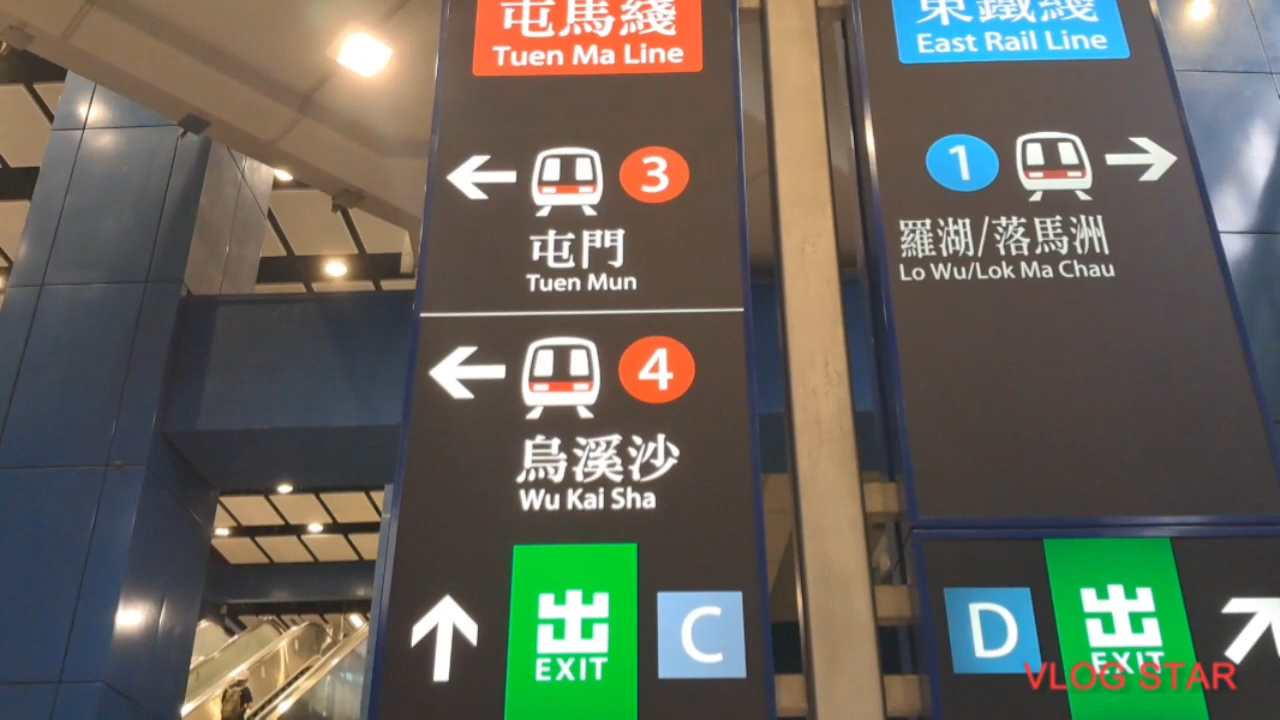 屯馬綫
Tuen Ma Line
3
屯門
Tuen Mun
4
烏溪沙
Wu Kai Sha
出
EXIT
C
東鐵綫
East Rail Line
1
羅湖/落馬洲
Lo Wu/Lok Ma Chau
D
出
EXIT
VLOG STAR